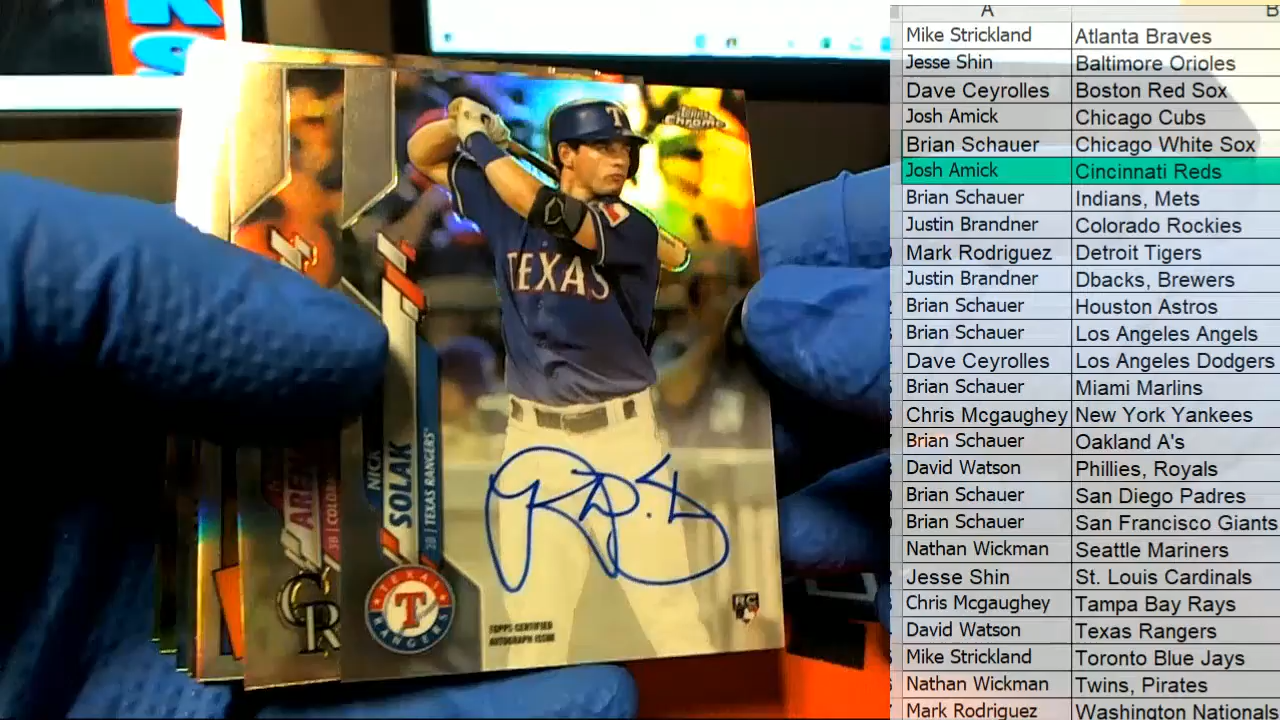 K
S
Topps
Chrome
TEXAS
NICK
SOLAK
2B | TEXAS RANGERS
TEXAS
T
RANGERS
TOPPS CERTIFIED
AUTOGRAPH ISSUE
RC
AREN
3B | COLOR
CR
A B
Mike Strickland Atlanta Braves
Jesse Shin Baltimore Orioles
Dave Ceyrolles Boston Red Sox
Josh Amick Chicago Cubs
Brian Schauer Chicago White Sox
Josh Amick Cincinnati Reds
Brian Schauer Indians, Mets
Justin Brandner Colorado Rockies
Mark Rodriguez Detroit Tigers
Justin Brandner Dbacks, Brewers
Brian Schauer Houston Astros
Brian Schauer Los Angeles Angels
Dave Ceyrolles Los Angeles Dodgers
Brian Schauer Miami Marlins
Chris Mcgaughey New York Yankees
Brian Schauer Oakland A's
David Watson Phillies, Royals
Brian Schauer San Diego Padres
Brian Schauer San Francisco Giants
Nathan Wickman Seattle Mariners
Jesse Shin St. Louis Cardinals
Chris Mcgaughey Tampa Bay Rays
David Watson Texas Rangers
Mike Strickland Toronto Blue Jays
Nathan Wickman Twins, Pirates
Mark Rodriguez Washington Nationals